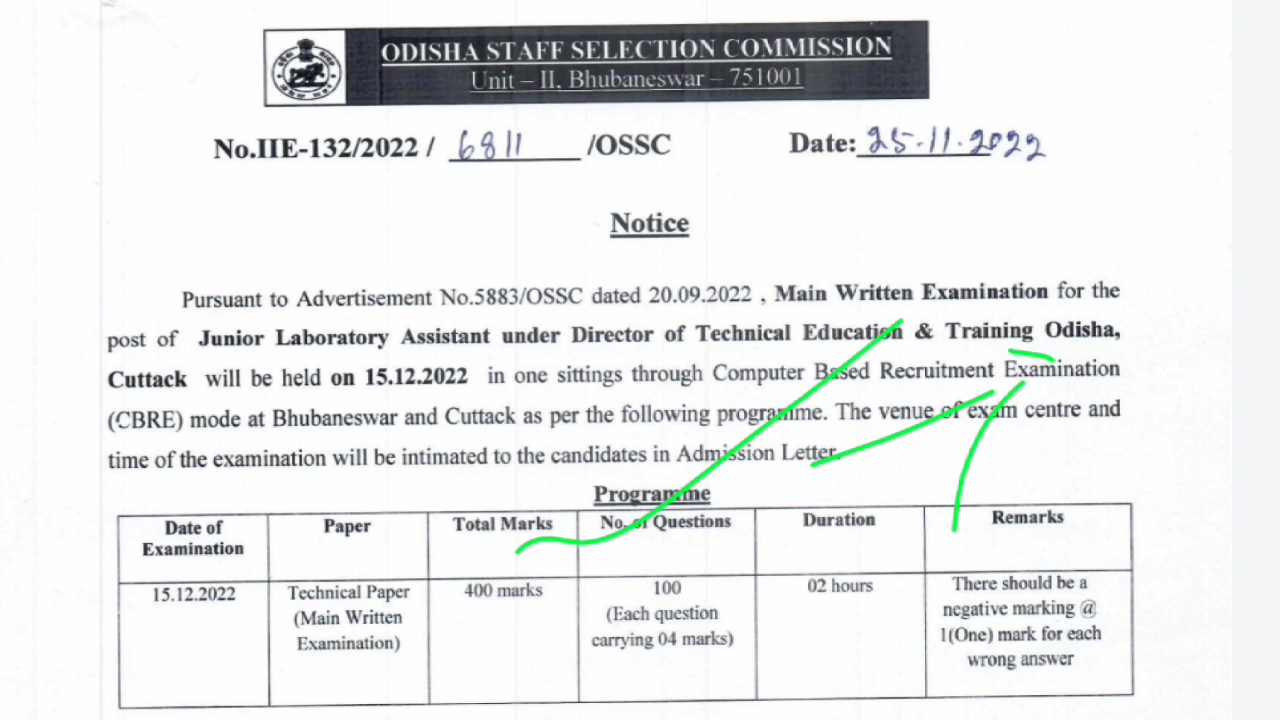 ODISHA STAFF SELECTION COMMISSION
Unit – II, Bhubaneswar – 751001
No.IIE-132/2022 / 6811 /OSSC Date: 25-11-2022
Notice
Pursuant to Advertisement No.5883/OSSC dated 20.09.2022 , Main Written Examination for the
post of Junior Laboratory Assistant under Director of Technical Education & Training Odisha,
Cuttack will be held on 15.12.2022 in one sittings through Computer Based Recruitment Examination
(CBRE) mode at Bhubaneswar and Cuttack as per the following programme. The venue of exam centre and
time of the examination will be intimated to the candidates in Admission Letter.
Programme
Date of Paper Total Marks No. of Questions Duration Remarks
Examination
15.12.2022 Technical Paper 400 marks 100 02 hours There should be a
(Main Written (Each question negative marking @
Examination) carrying 04 marks) 1(One) mark for each
wrong answer